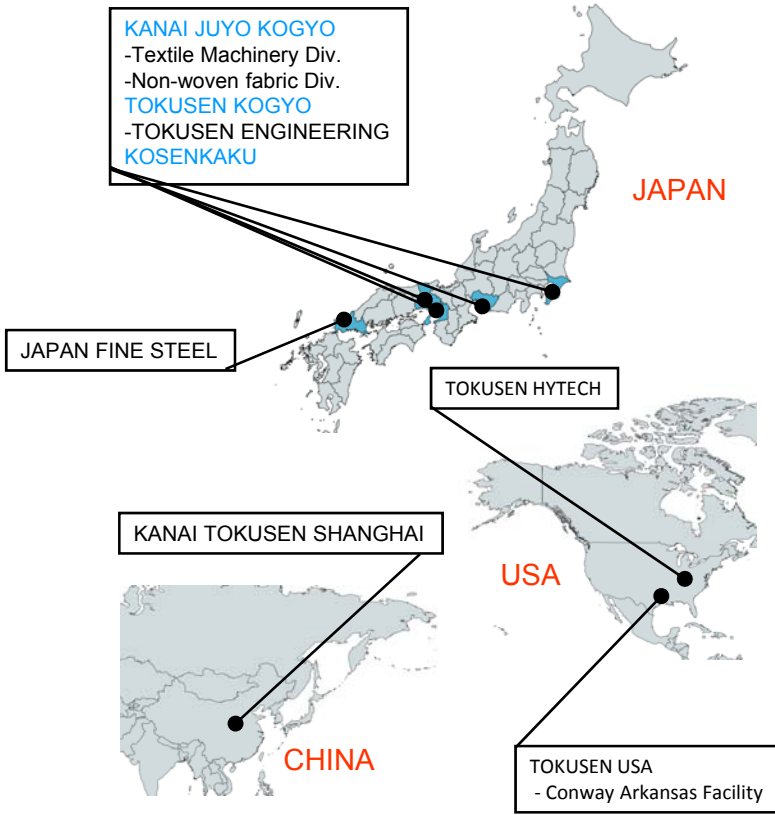 KANAI JUYO KOGYO
-Textile Machinery Div.
-Non-woven fabric Div.
TOKUSEN KOGYO
-TOKUSEN ENGINEERING
KOSENKAKU
JAPAN
JAPAN FINE STEEL
TOKUSEN HYTECH
KANAI TOKUSEN SHANGHAI
USA
CHINA
TOKUSEN USA
- Conway Arkansas Facility